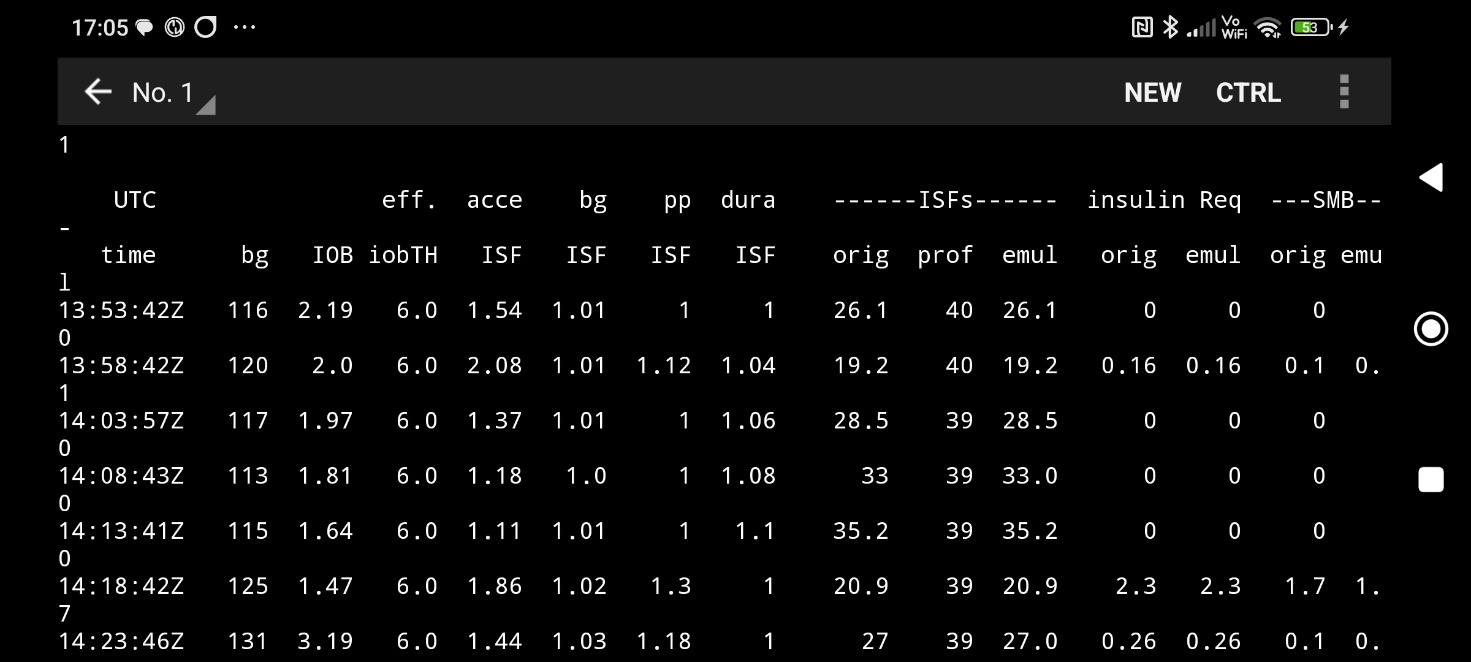 17:05 ... Vo WiFi 53
No. 1 NEW CTRL
1
UTC eff. acce bg pp dura ------ISFs------ insulin Req ---SMB--
-
time bg IOB iobTH ISF ISF ISF ISF orig prof emul orig emul orig emu
l
13:53:42Z 116 2.19 6.0 1.54 1.01 1 1 26.1 40 26.1 0 0 0
0
13:58:42Z 120 2.0 6.0 2.08 1.01 1.12 1.04 19.2 40 19.2 0.16 0.16 0.1 0.
1
14:03:57Z 117 1.97 6.0 1.37 1.01 1 1.06 28.5 39 28.5 0 0 0
0
14:08:43Z 113 1.81 6.0 1.18 1.0 1 1.08 33 39 33.0 0 0 0
0
14:13:41Z 115 1.64 6.0 1.11 1.01 1 1.1 35.2 39 35.2 0 0 0
0
14:18:42Z 125 1.47 6.0 1.86 1.02 1.3 1 20.9 39 20.9 2.3 2.3 1.7 1.
7
14:23:46Z 131 3.19 6.0 1.44 1.03 1.18 1 27 39 27.0 0.26 0.26 0.1 0.